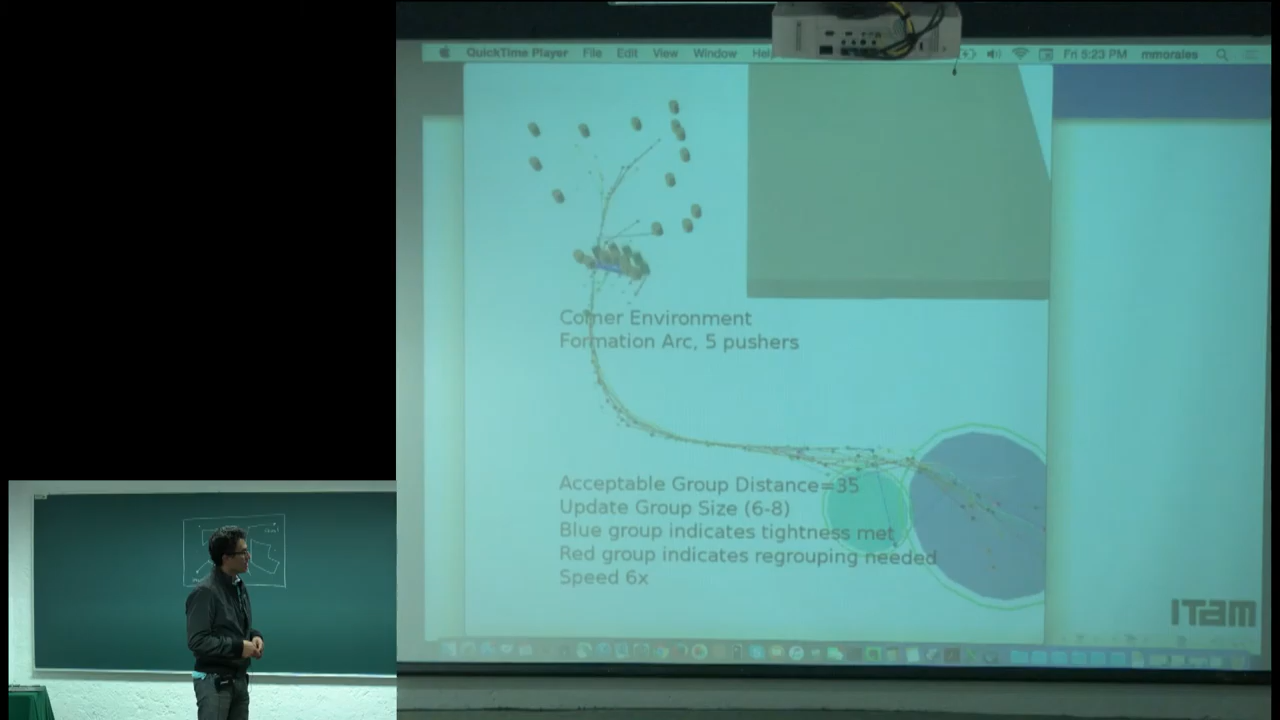 QuickTime Player File Edit View Window Help
Fri 5:23 PM mmorales
Corner Environment
Formation Arc, 5 pushers
Acceptable Group Distance=35
Update Group Size (6-8)
Blue group indicates tightness met
Red group indicates regrouping needed
Speed 6x
ITAM